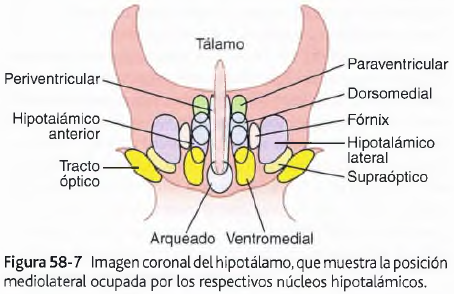 Tálamo
Periventricular
Paraventricular
Dorsomedial
Hipotalámico
anterior
Fórnix
Hipotalámico
lateral
Tracto
óptico
Supraóptico
Arqueado
Ventromedial
Figura 58-7 Imagen coronal del hipotálamo, que muestra la posición
mediolateral ocupada por los respectivos núcleos hipotalámicos.